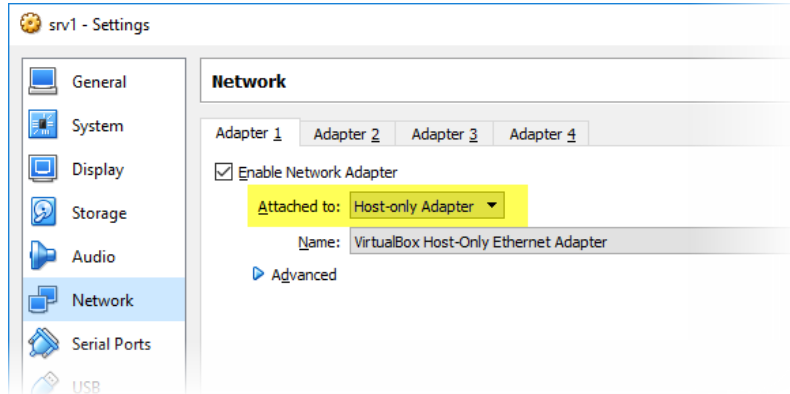 srv1 - Settings
General
System
Display
Storage
Audio
Network
Serial Ports
USB
Network
Adapter 1 Adapter 2 Adapter 3 Adapter 4
Enable Network Adapter
Attached to: Host-only Adapter
Name: VirtualBox Host-Only Ethernet Adapter
Advanced